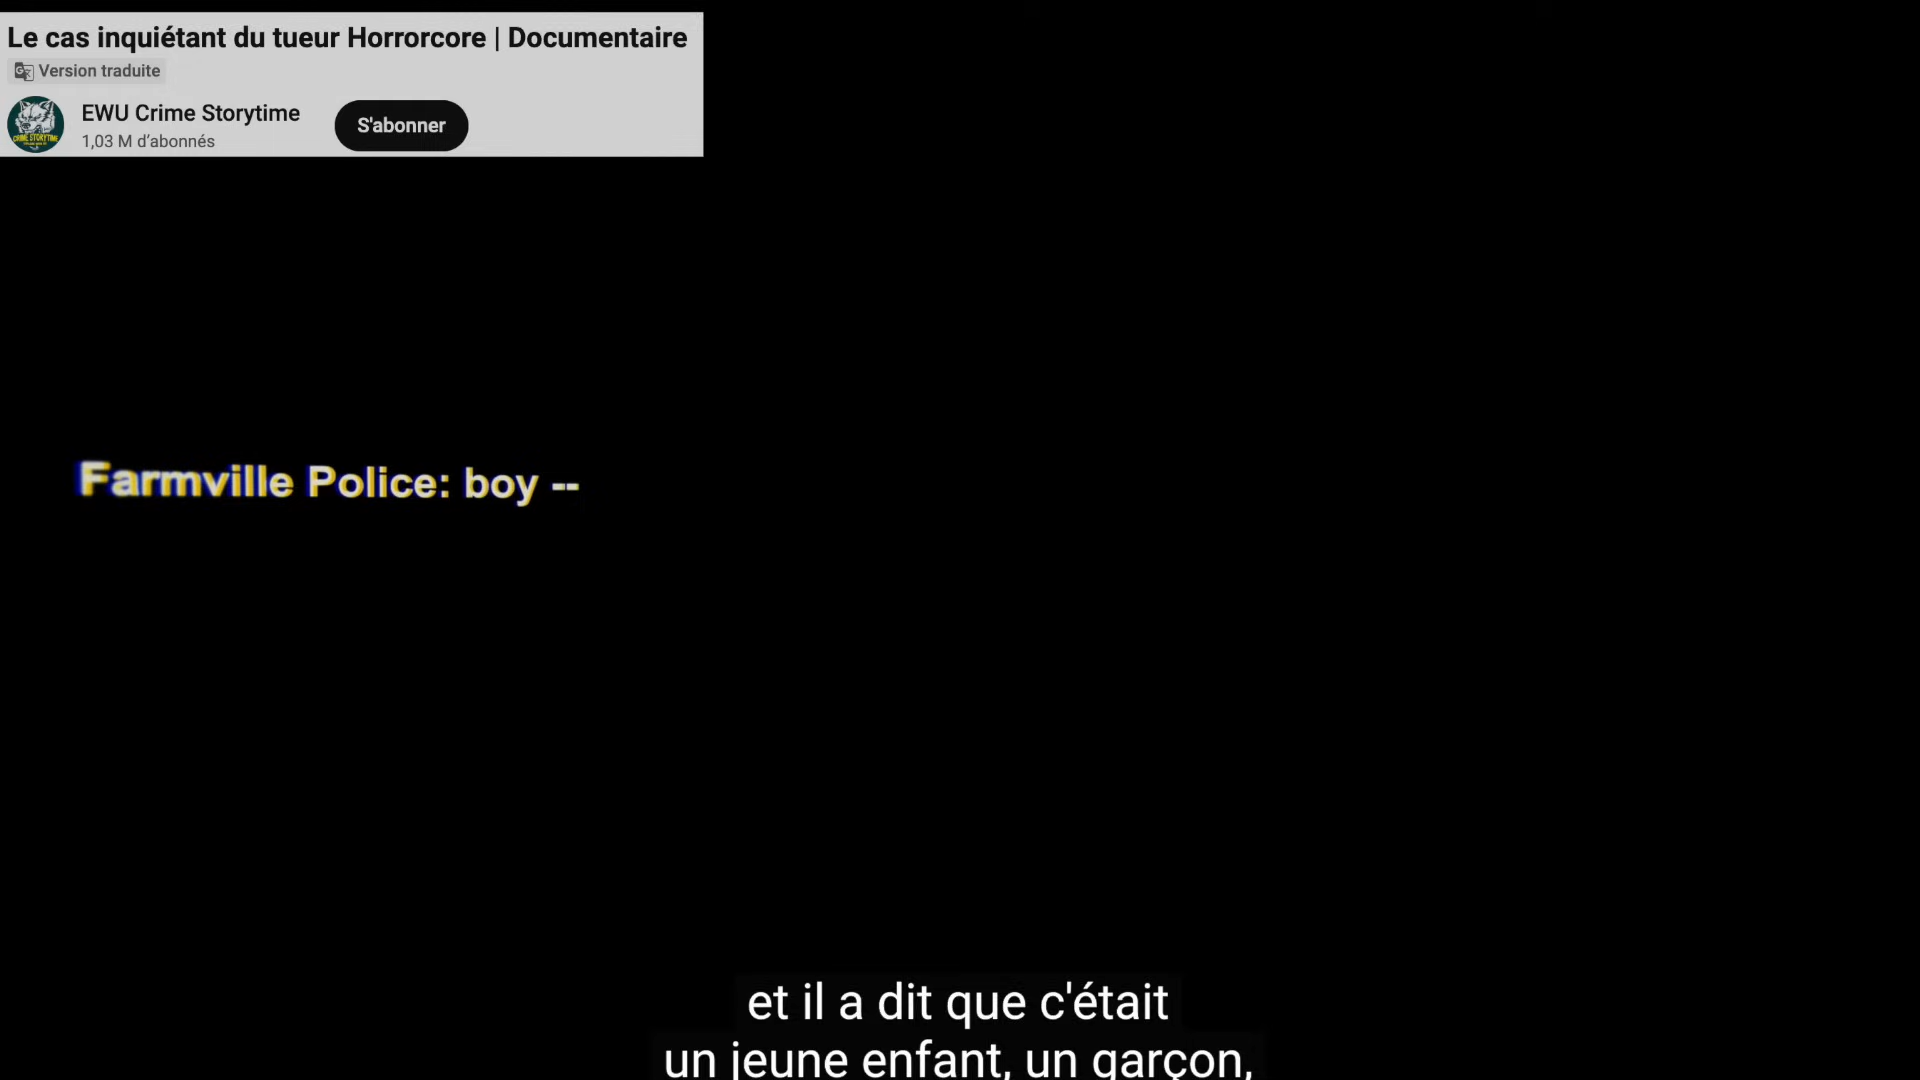 Le cas inquiétant du tueur Horrorcore | Documentaire
Version traduite
EWU Crime Storytime
S'abonner
1,03 M d’abonnés
Farmville Police: boy --
et il a dit que c'était
un jeune enfant, un garçon,